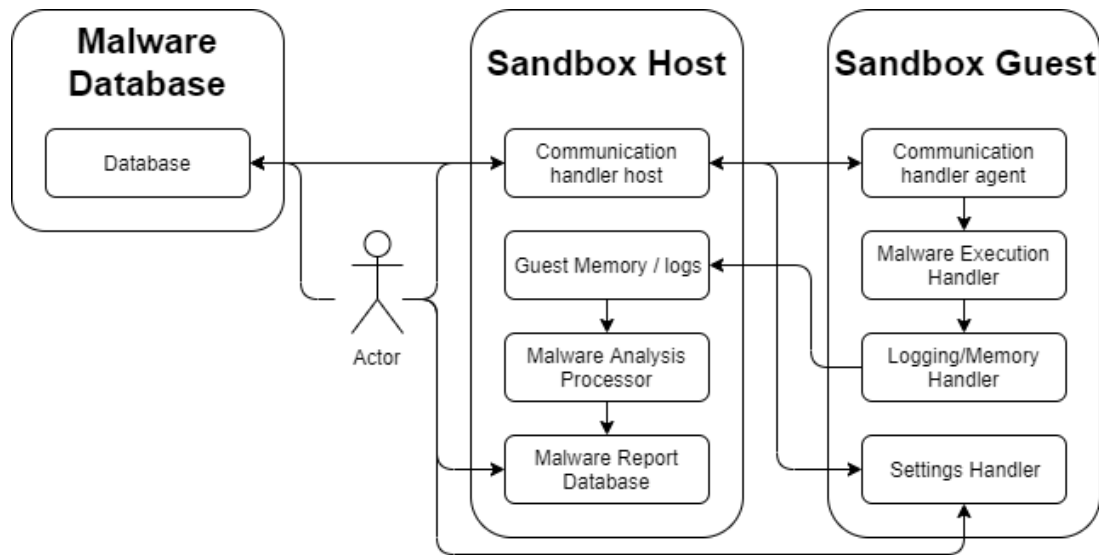 Malware
Database
Database
Actor
Sandbox Host
Communication
handler host
Guest Memory / logs
Malware Analysis
Processor
Malware Report
Database
Sandbox Guest
Communication
handler agent
Malware Execution
Handler
Logging/Memory
Handler
Settings Handler